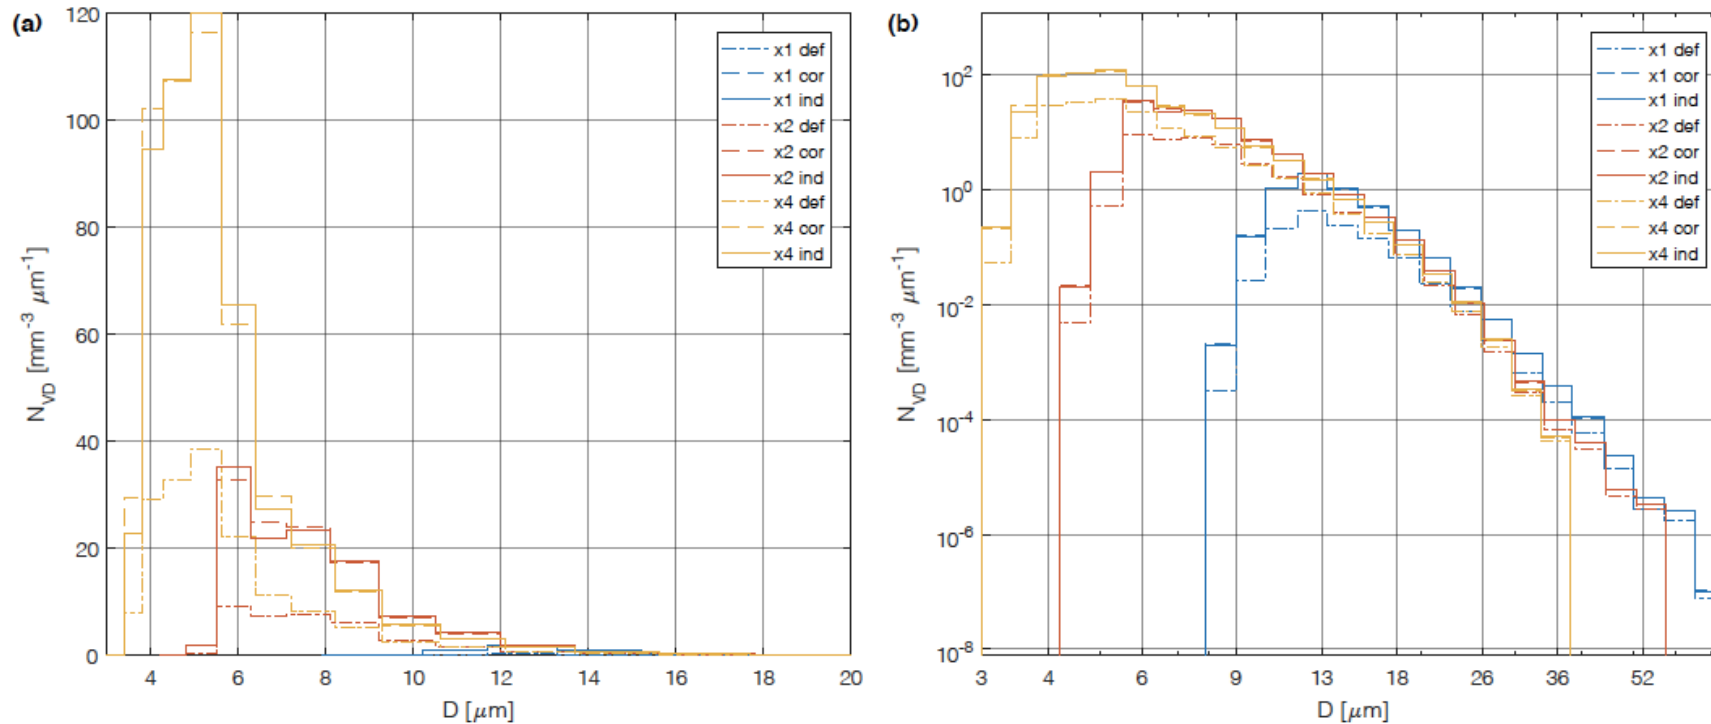 (a)
120
100
80
60
40
20
0
N_VD [mm^-3 μm^-1]
4 6 8 10 12 14 16 18 20
D [μm]
x1 def
x1 cor
x1 ind
x2 def
x2 cor
x2 ind
x4 def
x4 cor
x4 ind
(b)
10^2
10^0
10^-2
10^-4
10^-6
10^-8
N_VD [mm^-3 μm^-1]
3 4 6 9 13 18 26 36 52
D [μm]
x1 def
x1 cor
x1 ind
x2 def
x2 cor
x2 ind
x4 def
x4 cor
x4 ind